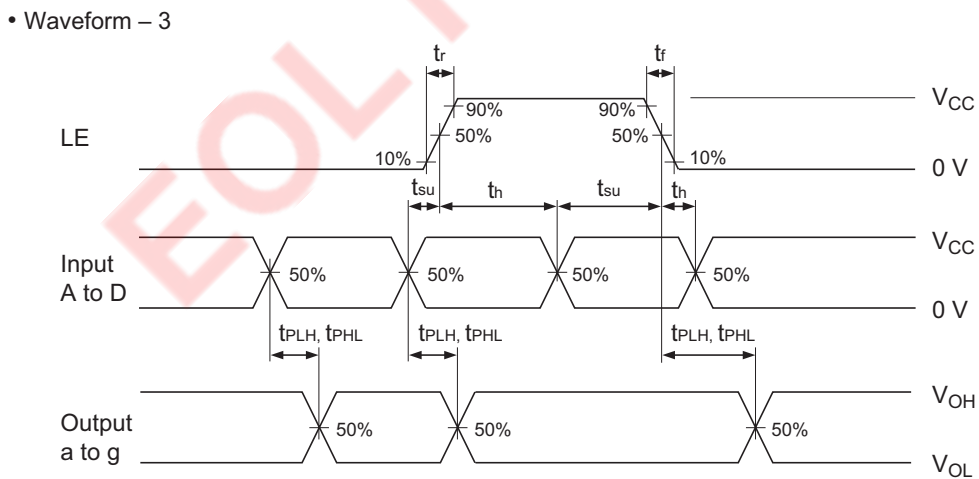 • Waveform – 3
tr
tf
90%
90%
VCC
LE
50%
50%
10%
10%
0 V
tsu
th
tsu
th
VCC
Input
A to D
50%
50%
50%
50%
0 V
tPLH, tPHL
tPLH, tPHL
tPLH, tPHL
VOH
Output
a to g
50%
50%
50%
VOL